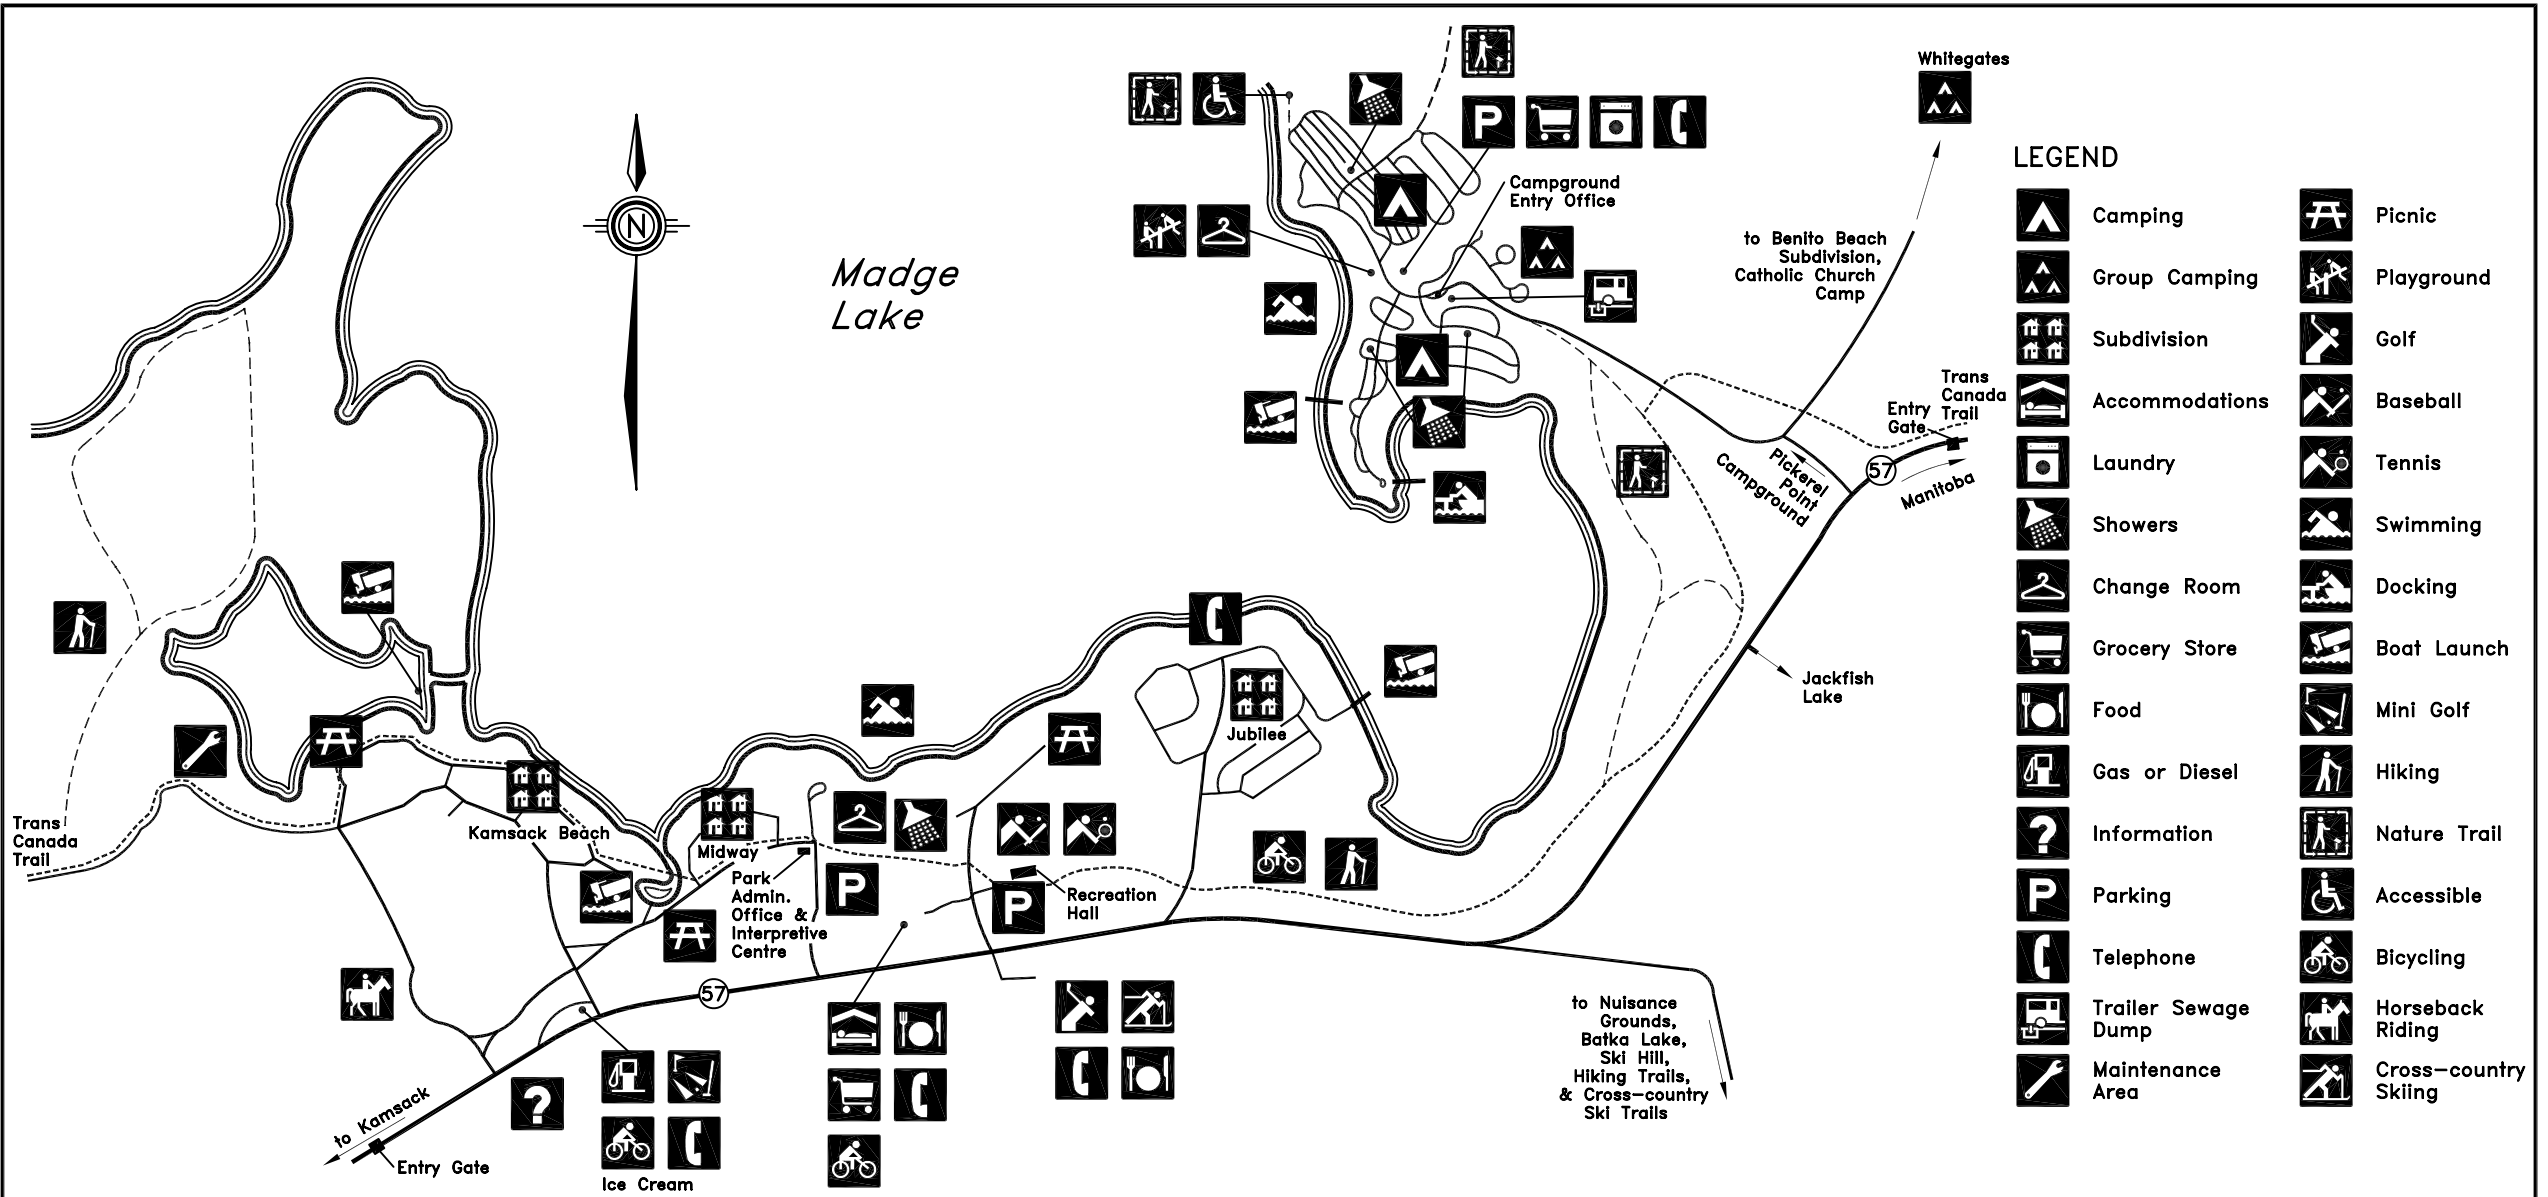 Whitegates
LEGEND
Camping
Group Camping
Subdivision
Accommodations
Laundry
Showers
Change Room
Grocery Store
Food
Gas or Diesel
Information
Parking
Telephone
Trailer Sewage
Dump
Maintenance
Area
Picnic
Playground
Golf
Baseball
Tennis
Swimming
Docking
Boat Launch
Mini Golf
Hiking
Nature Trail
Accessible
Bicycling
Horseback
Riding
Cross-country
Skiing
N
Madge
Lake
P
Campground
Entry Office
to Benito Beach
Subdivision,
Catholic Church
Camp
Trans
Canada
Trail
Entry
Gate
57
Manitoba
Pickerel
Point
Campground
Jackfish
Lake
Jubilee
Kamsack Beach
Midway
Trans
Canada
Trail
Park
Admin.
Office &
Interpretive
Centre
P
Recreation
Hall
P
57
to Nuisance
Grounds,
Batka Lake,
Ski Hill,
Hiking Trails,
& Cross-country
Ski Trails
to Kamsack
Entry Gate
?
Ice Cream
?
P